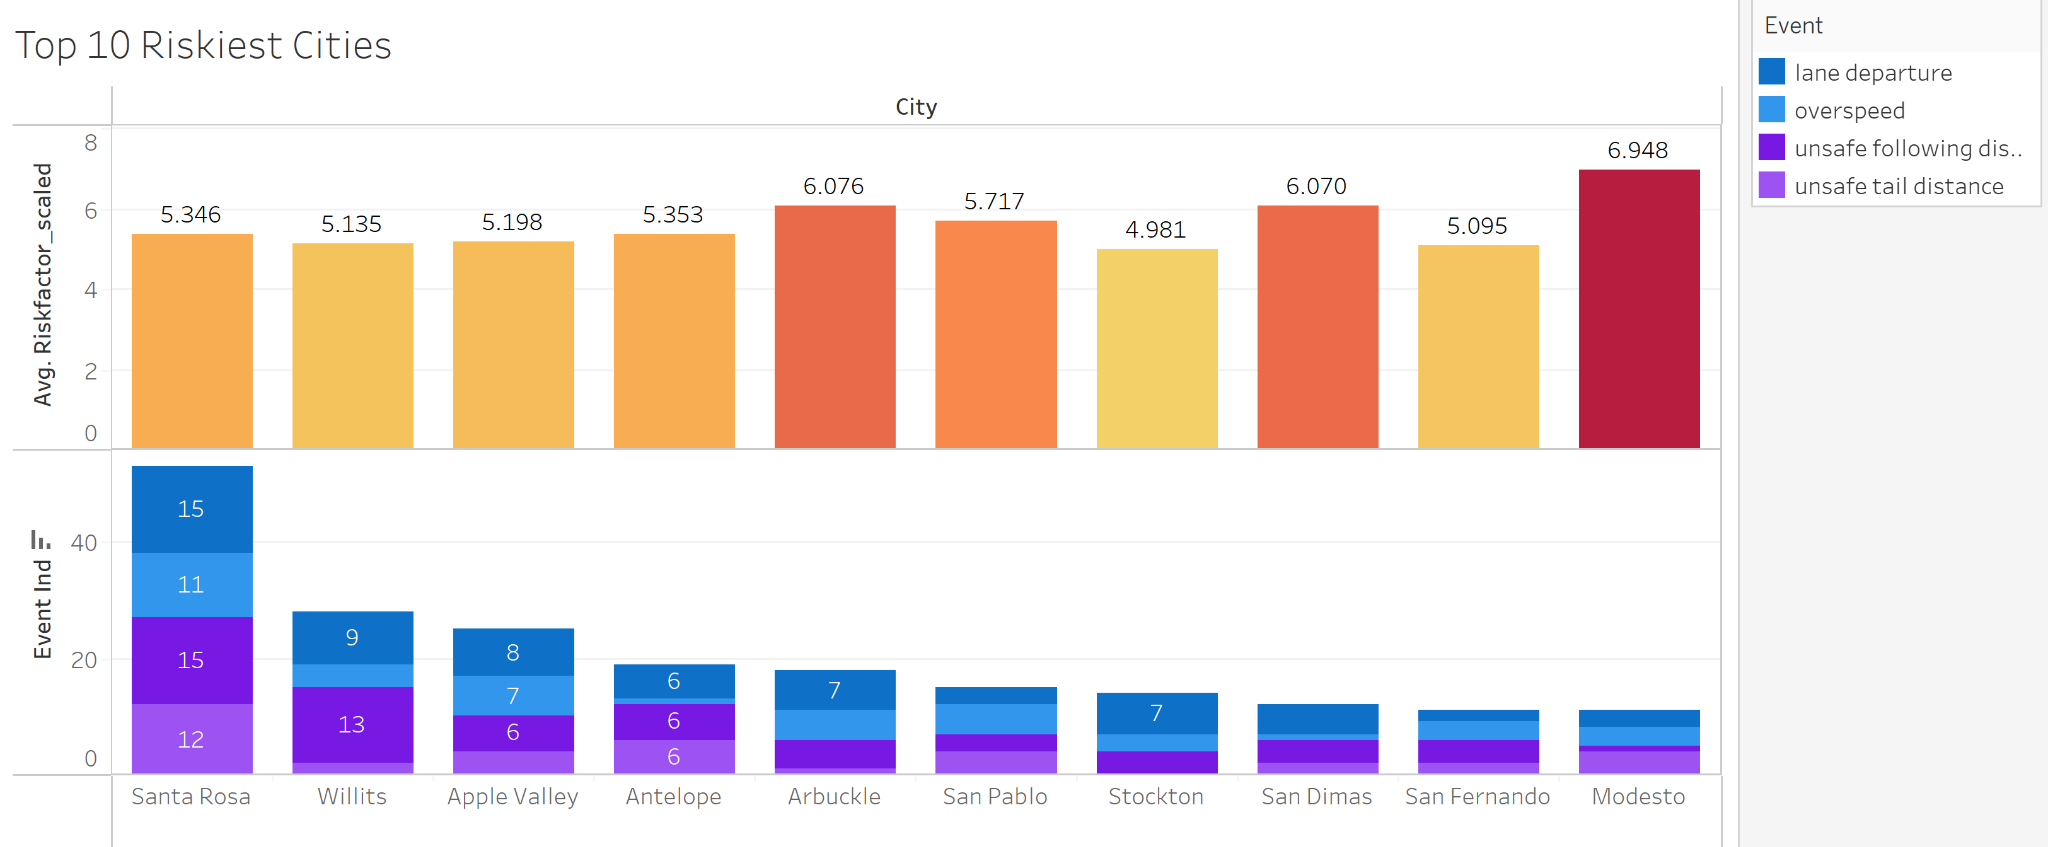 Top 10 Riskiest Cities
City
Avg. Riskfactor_scaled
8
6
4
2
0
5.346
5.135
5.198
5.353
6.076
5.717
4.981
6.070
5.095
6.948
Event Ind
40
20
0
15
11
15
12
9
13
8
7
6
6
6
6
7
7
Santa Rosa
Willits
Apple Valley
Antelope
Arbuckle
San Pablo
Stockton
San Dimas
San Fernando
Modesto
Event
lane departure
overspeed
unsafe following dis..
unsafe tail distance